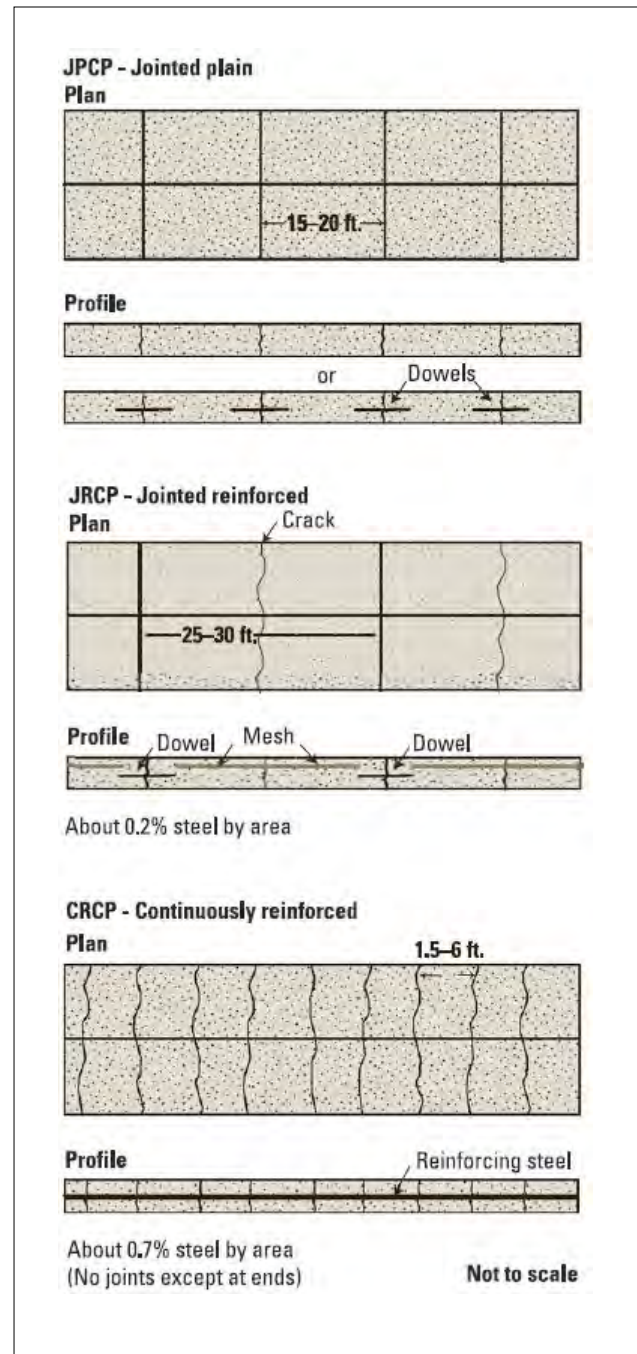 JPCP - Jointed plain
Plan
15–20 ft.
Profile
or
Dowels
JRCP - Jointed reinforced
Plan
Crack
25–30 ft.
Profile
Dowel
Mesh
Dowel
About 0.2% steel by area
CRCP - Continuously reinforced
Plan
1.5–6 ft.
Profile
Reinforcing steel
About 0.7% steel by area
(No joints except at ends)
Not to scale